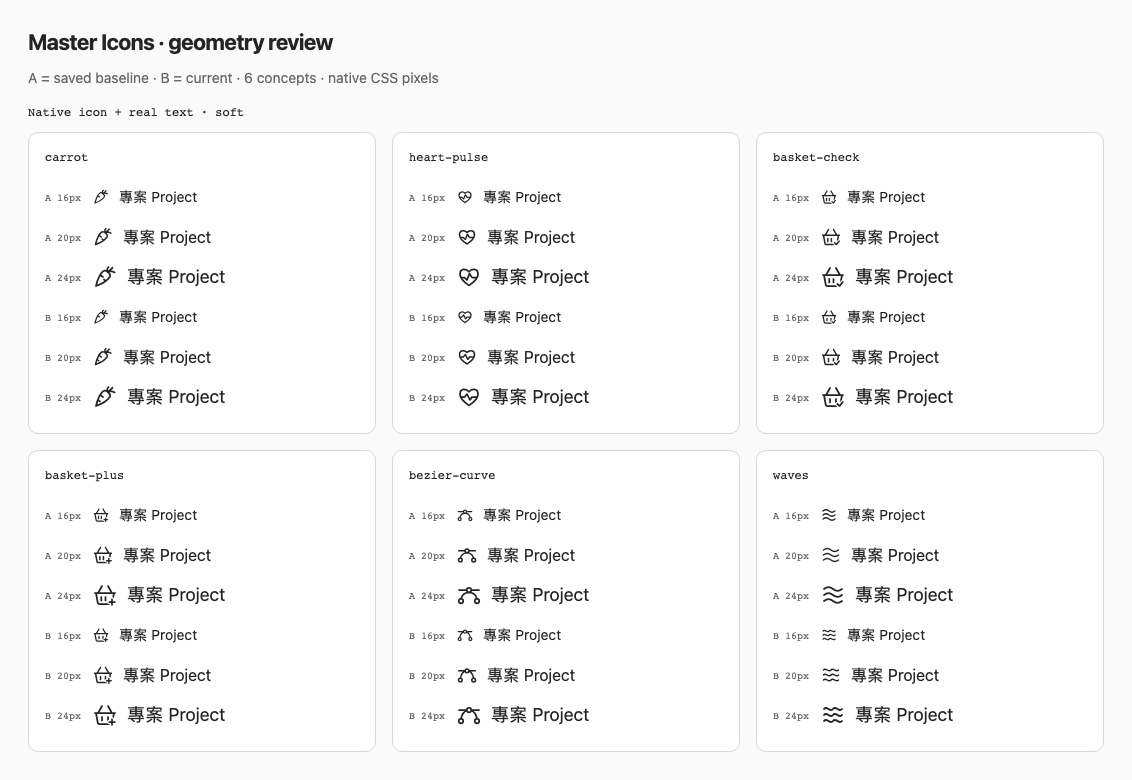 Master Icons · geometry review
A = saved baseline · B = current · 6 concepts · native CSS pixels
Native icon + real text · soft
carrot
A 16px 專案 Project
A 20px 專案 Project
A 24px 專案 Project
B 16px 專案 Project
B 20px 專案 Project
B 24px 專案 Project
heart-pulse
A 16px 專案 Project
A 20px 專案 Project
A 24px 專案 Project
B 16px 專案 Project
B 20px 專案 Project
B 24px 專案 Project
basket-check
A 16px 專案 Project
A 20px 專案 Project
A 24px 專案 Project
B 16px 專案 Project
B 20px 專案 Project
B 24px 專案 Project
basket-plus
A 16px 專案 Project
A 20px 專案 Project
A 24px 專案 Project
B 16px 專案 Project
B 20px 專案 Project
B 24px 專案 Project
bezier-curve
A 16px 專案 Project
A 20px 專案 Project
A 24px 專案 Project
B 16px 專案 Project
B 20px 專案 Project
B 24px 專案 Project
waves
A 16px 專案 Project
A 20px 專案 Project
A 24px 專案 Project
B 16px 專案 Project
B 20px 專案 Project
B 24px 專案 Project